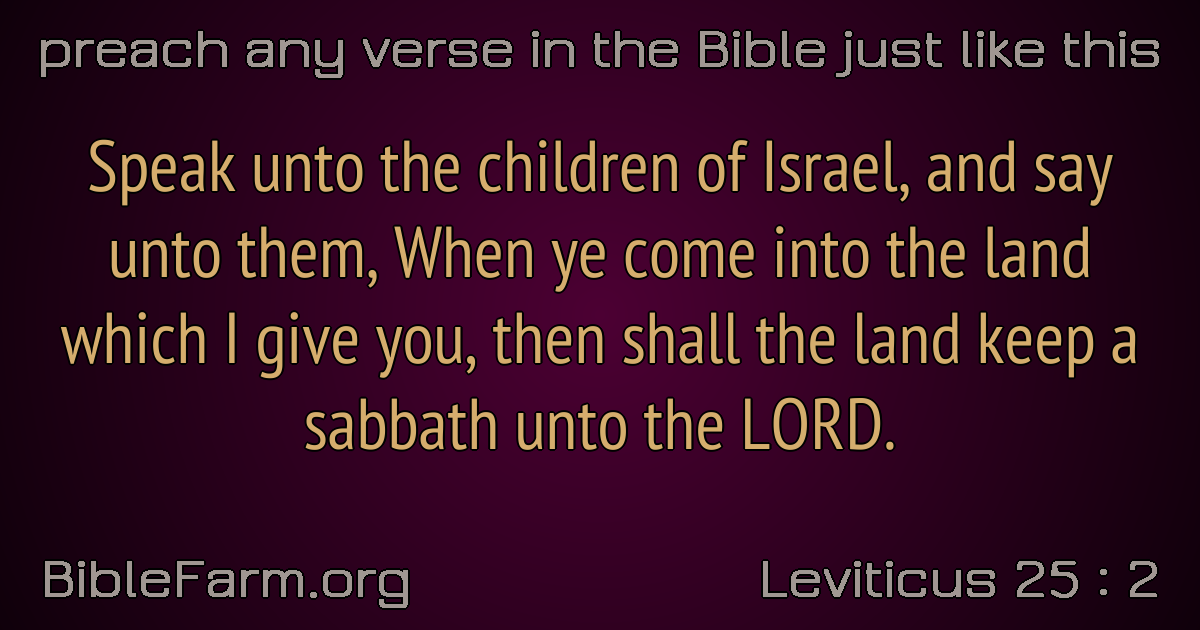 preach any verse in the Bible just like this
Speak unto the children of Israel, and say
unto them, When ye come into the land
which I give you, then shall the land keep a
sabbath unto the LORD.
BibleFarm.org
Leviticus 25 : 2